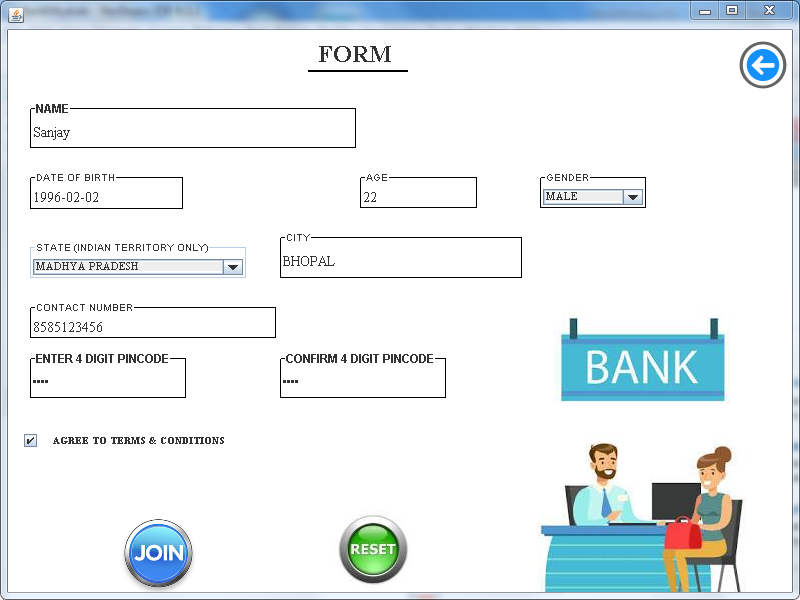 FORM
NAME
Sanjay
DATE OF BIRTH
1996-02-02
AGE
22
GENDER
MALE
STATE (INDIAN TERRITORY ONLY)
MADHYA PRADESH
CITY
BHOPAL
CONTACT NUMBER
8585123456
ENTER 4 DIGIT PINCODE
••••
CONFIRM 4 DIGIT PINCODE
••••
BANK
AGREE TO TERMS & CONDITIONS
JOIN
RESET